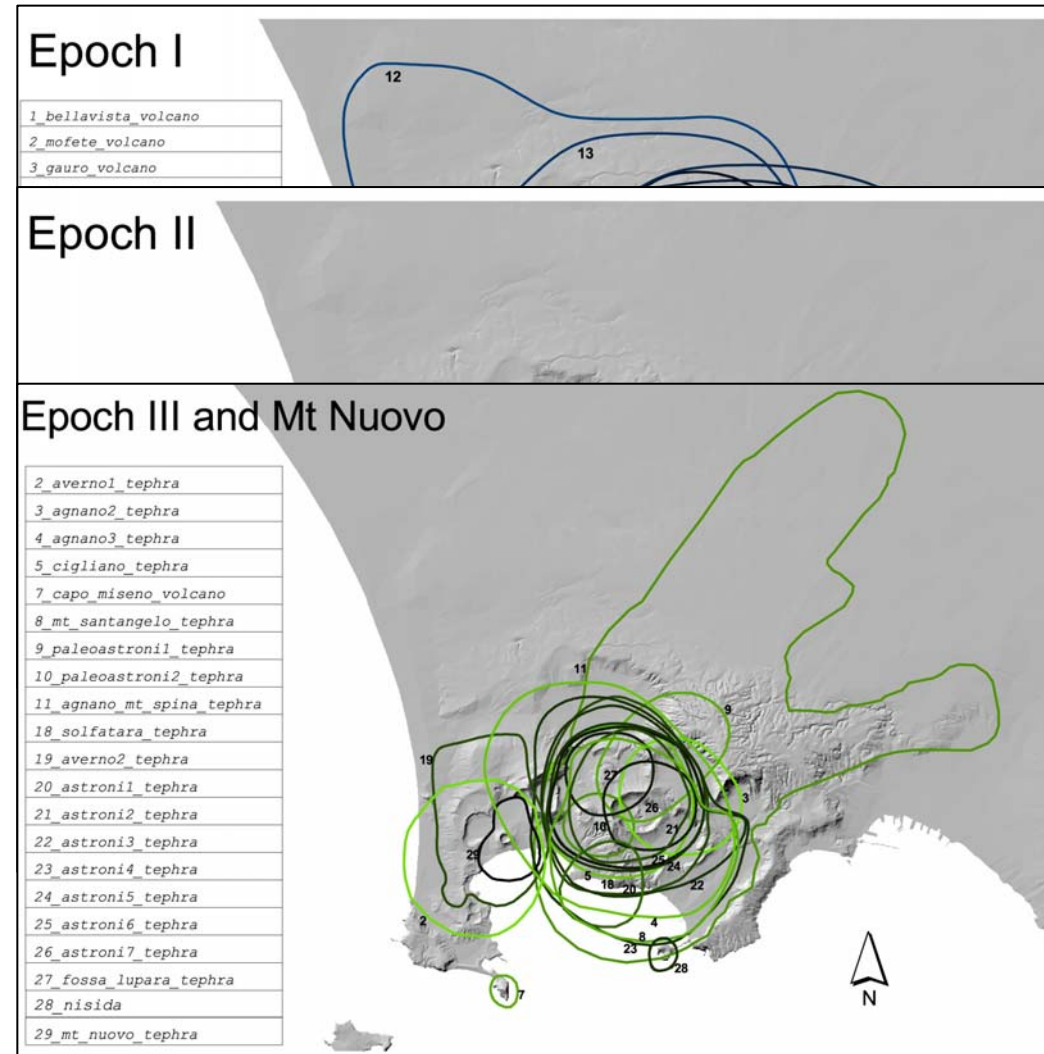 Epoch I
12
1_bellavista_volcano
2_mofete_volcano
13
3_gauro_volcano
Epoch II
Epoch III and Mt Nuovo
2_averno1_tephra
3_agnano2_tephra
4_agnano3_tephra
5_cigliano_tephra
7_capo_miseno_volcano
8_mt_santangelo_tephra
9_paleoastroni1_tephra
10_paleoastroni2_tephra
11_agnano_mt_spina_tephra
18_solfatara_tephra
19_averno2_tephra
20_astroni1_tephra
21_astroni2_tephra
22_astroni3_tephra
23_astroni4_tephra
24_astroni5_tephra
25_astroni6_tephra
26_astroni7_tephra
27_fossa_lupara_tephra
28_nisida
29_mt_nuovo_tephra
11
9
19
27
3
26
10
21
29
25
24
5
18
20
22
2
4
8
23
28
7
N